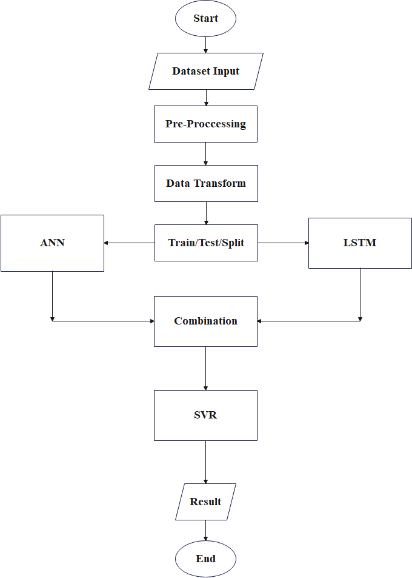 Start
Dataset Input
Pre-Proccessing
Data Transform
ANN
Train/Test/Split
LSTM
Combination
SVR
Result
End